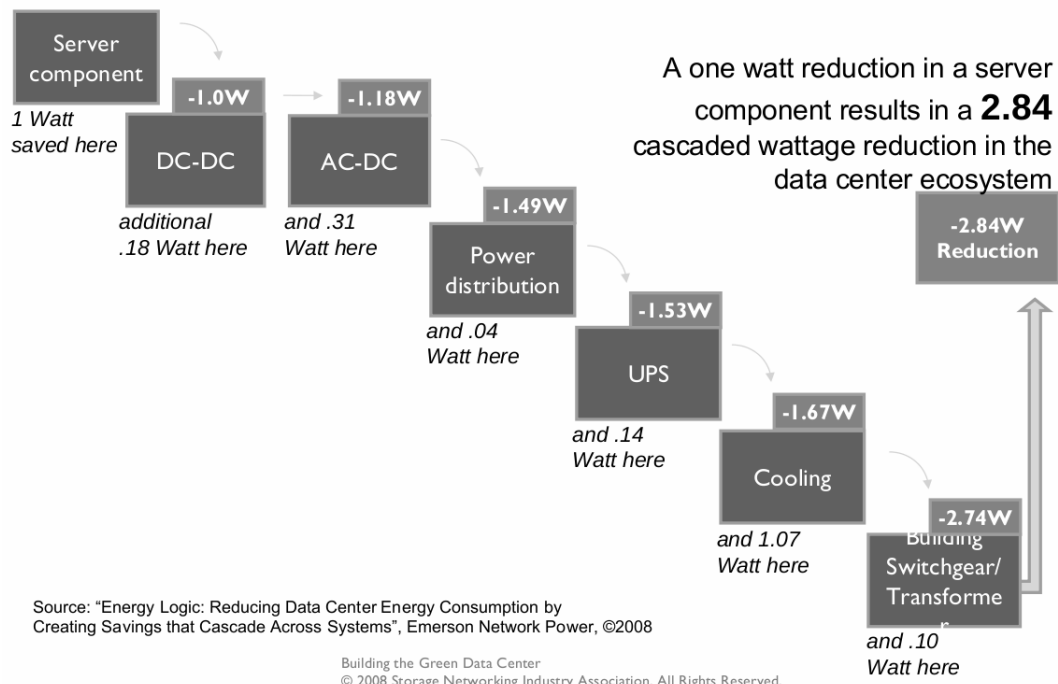 Server
component
1 Watt
saved here
-1.0W
DC-DC
additional
.18 Watt here
-1.18W
AC-DC
and .31
Watt here
-1.49W
Power
distribution
and .04
Watt here
-1.53W
UPS
and .14
Watt here
-1.67W
Cooling
and 1.07
Watt here
-2.74W
Building
Switchgear/
Transforme
r
and .10
Watt here
A one watt reduction in a server
component results in a 2.84
cascaded wattage reduction in the
data center ecosystem
-2.84W
Reduction
Source: “Energy Logic: Reducing Data Center Energy Consumption by
Creating Savings that Cascade Across Systems”, Emerson Network Power, ©2008
Building the Green Data Center
© 2008 Storage Networking Industry Association. All Rights Reserved.